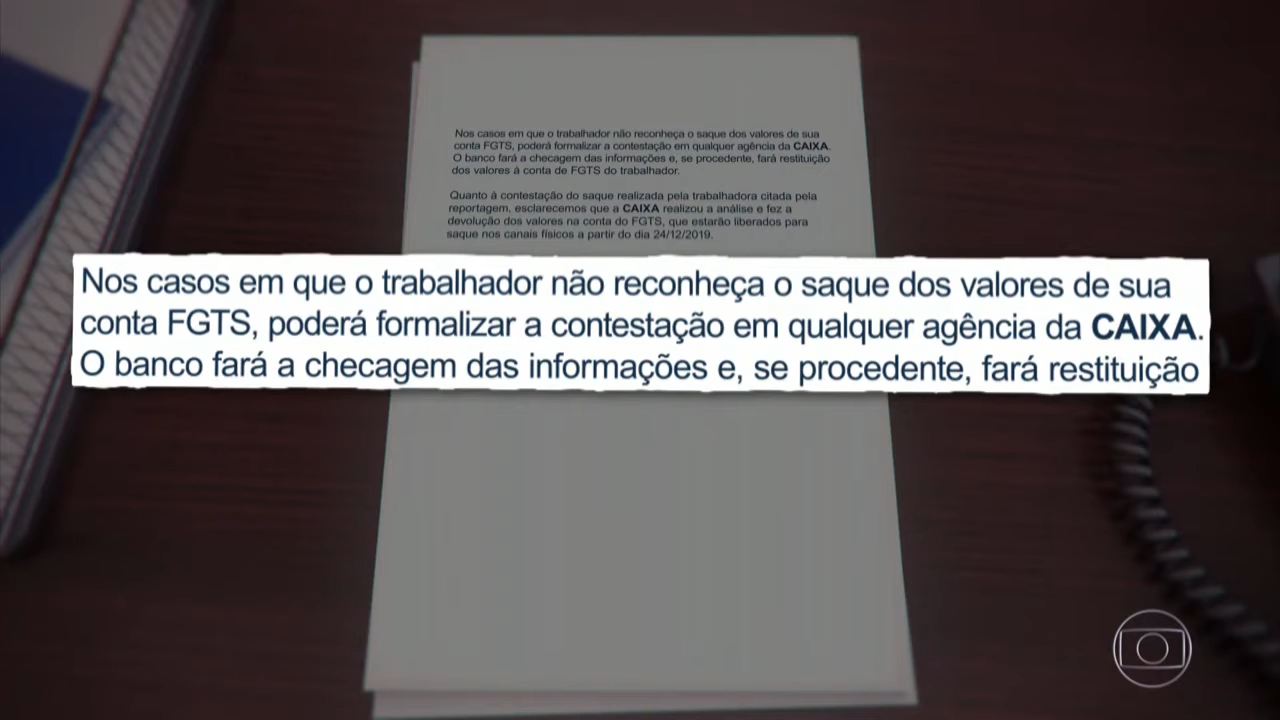 Nos casos em que o trabalhador não reconheça o saque dos valores de sua
conta FGTS, poderá formalizar a contestação em qualquer agência da CAIXA.
O banco fará a checagem das informações e, se procedente, fará restituição
dos valores à conta de FGTS do trabalhador.
Quanto à contestação do saque realizada pela trabalhadora citada pela
reportagem, esclarecemos que a CAIXA realizou a análise e fez a
devolução dos valores na conta do FGTS, que estarão liberados para
saque nos canais físicos a partir do dia 24/12/2019.
Nos casos em que o trabalhador não reconheça o saque dos valores de sua
conta FGTS, poderá formalizar a contestação em qualquer agência da CAIXA.
O banco fará a checagem das informações e, se procedente, fará restituição